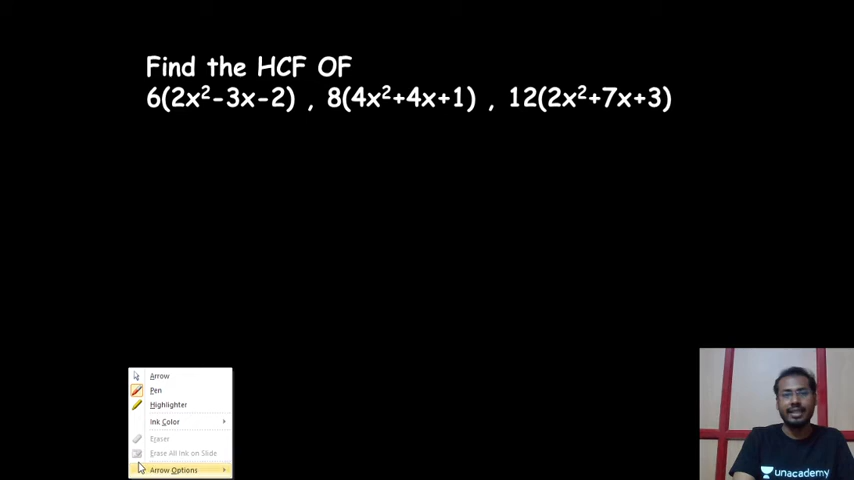 Find the HCF OF
6(2x²-3x-2) , 8(4x²+4x+1) , 12(2x²+7x+3)
Arrow
Pen
Highlighter
Ink Color
Eraser
Erase All Ink on Slide
Arrow Options
unacademy